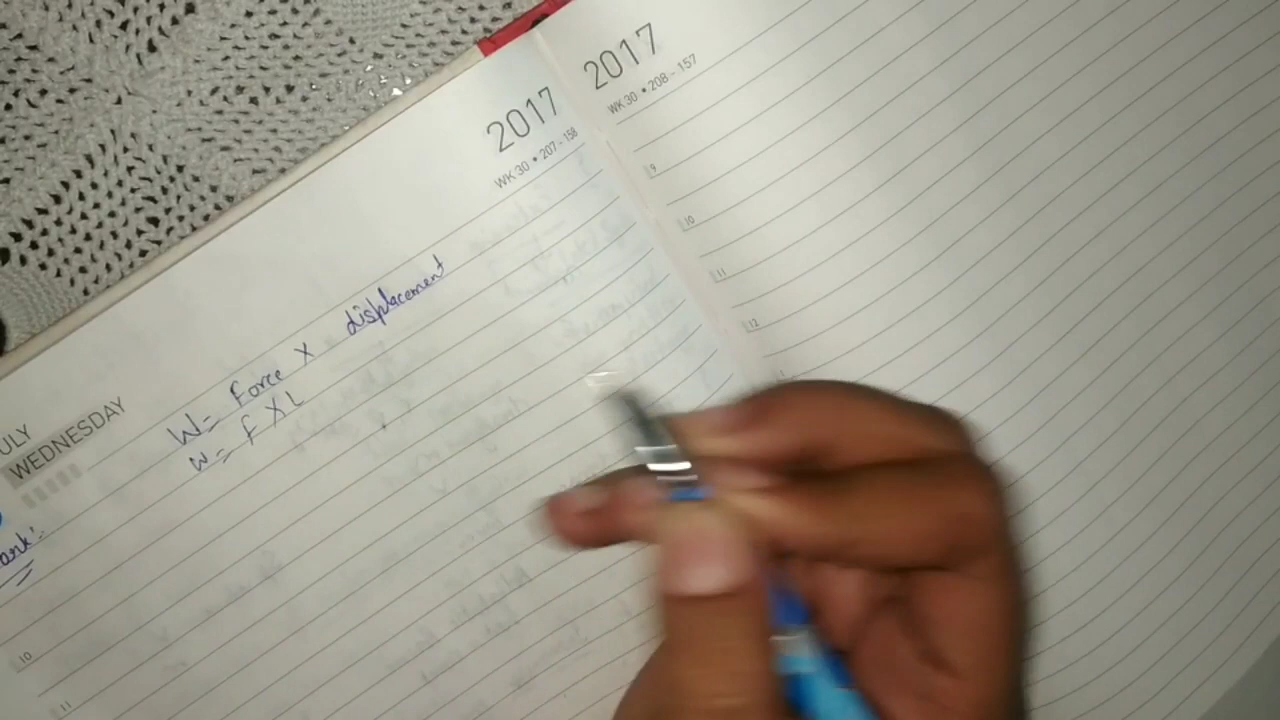 2017
WK 30 • 207 - 158
JULY
WEDNESDAY
W = Force X displacement
W = F X L
10
11
2017
WK 30 • 208 - 157
9
10
11
12